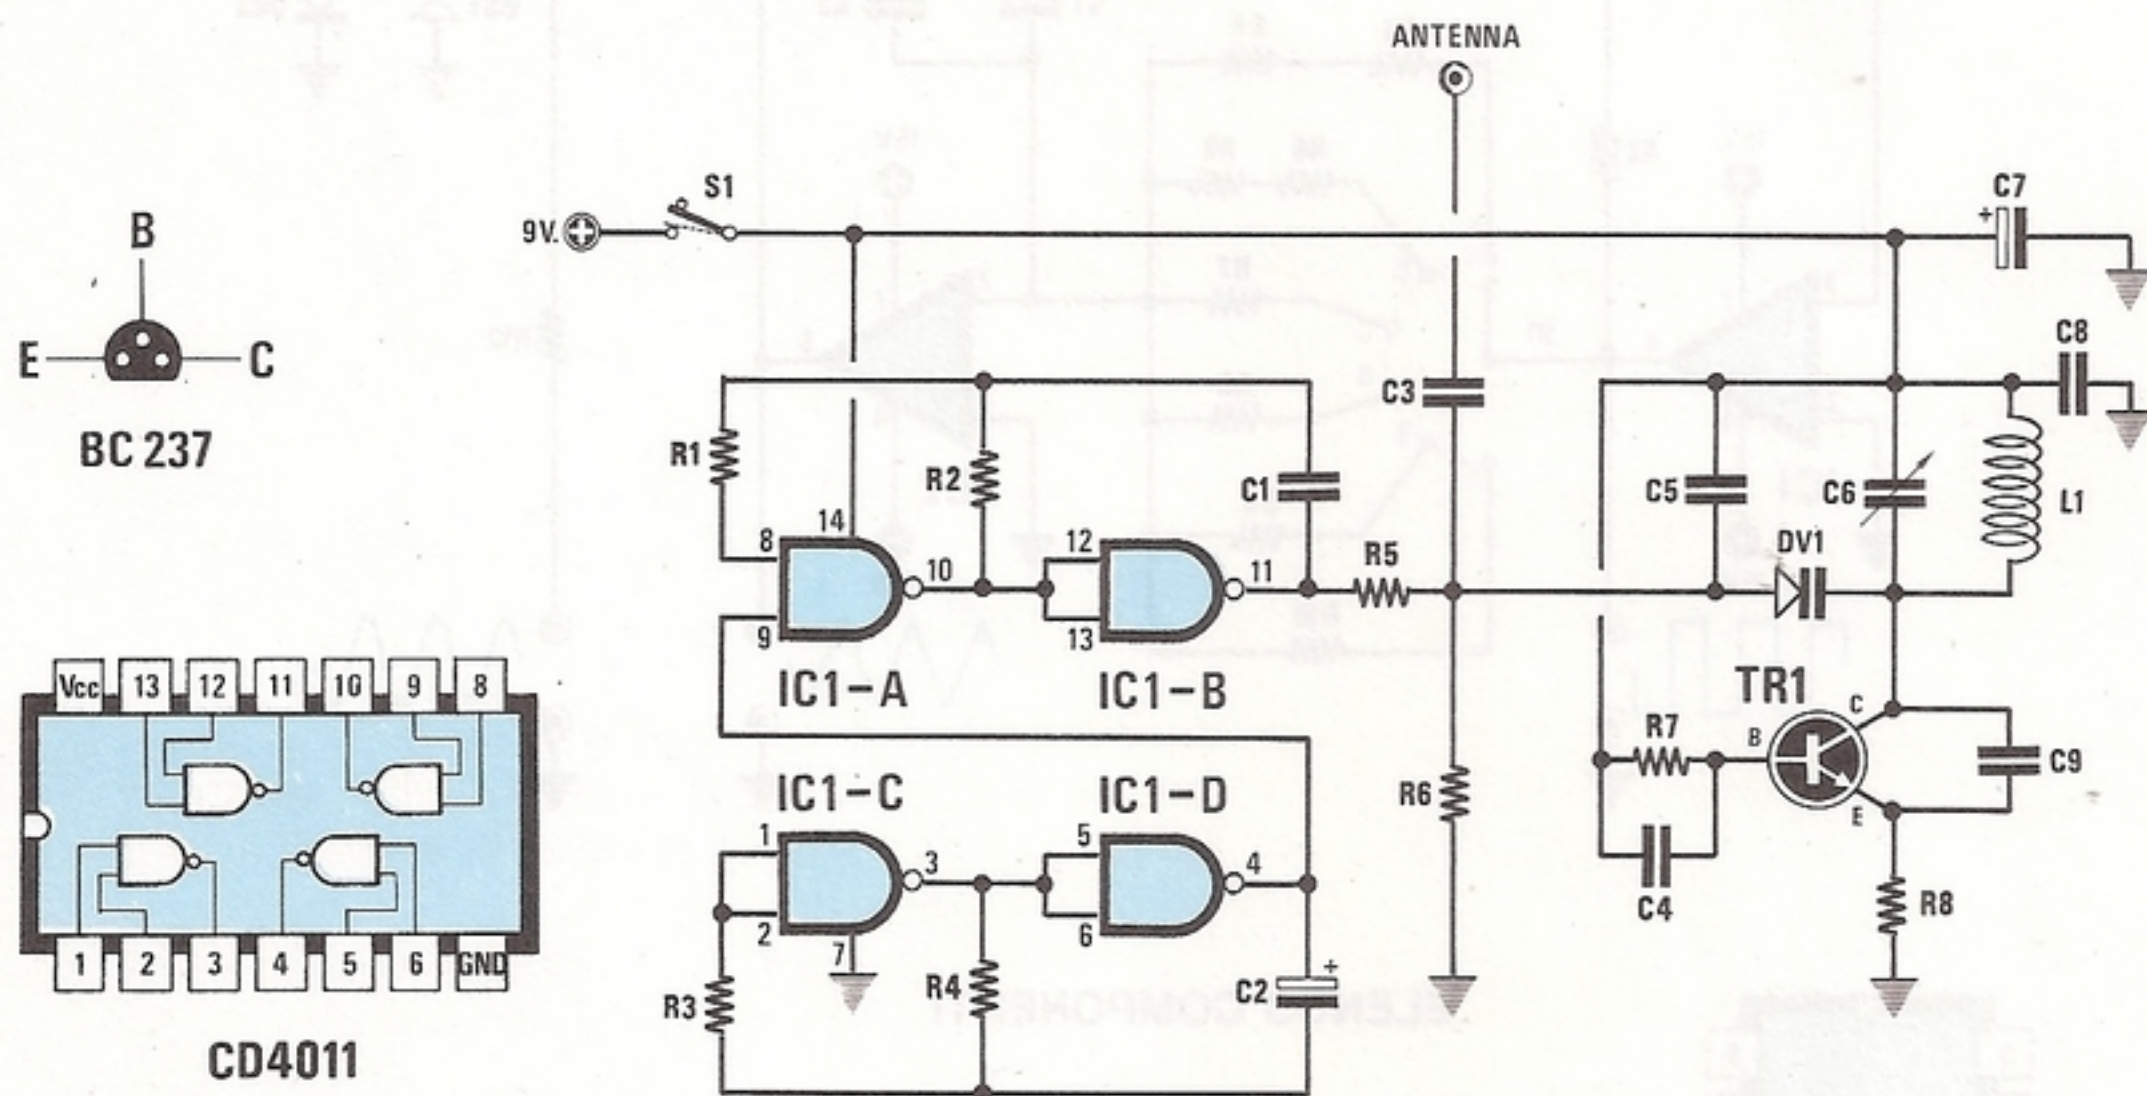 ANTENNA
S1
9V.
C7
+
B
E
C
BC 237
C8
C3
R1
R2
C1
C5
C6
L1
14
8
9
10
12
13
11
R5
DV1
IC1-A
IC1-B
TR1
C
B
E
R7
C9
C4
R8
R6
IC1-C
IC1-D
1
2
3
7
5
6
4
R3
R4
C2
+
Vcc 13 12 11 10 9 8
1 2 3 4 5 6 GND
CD4011